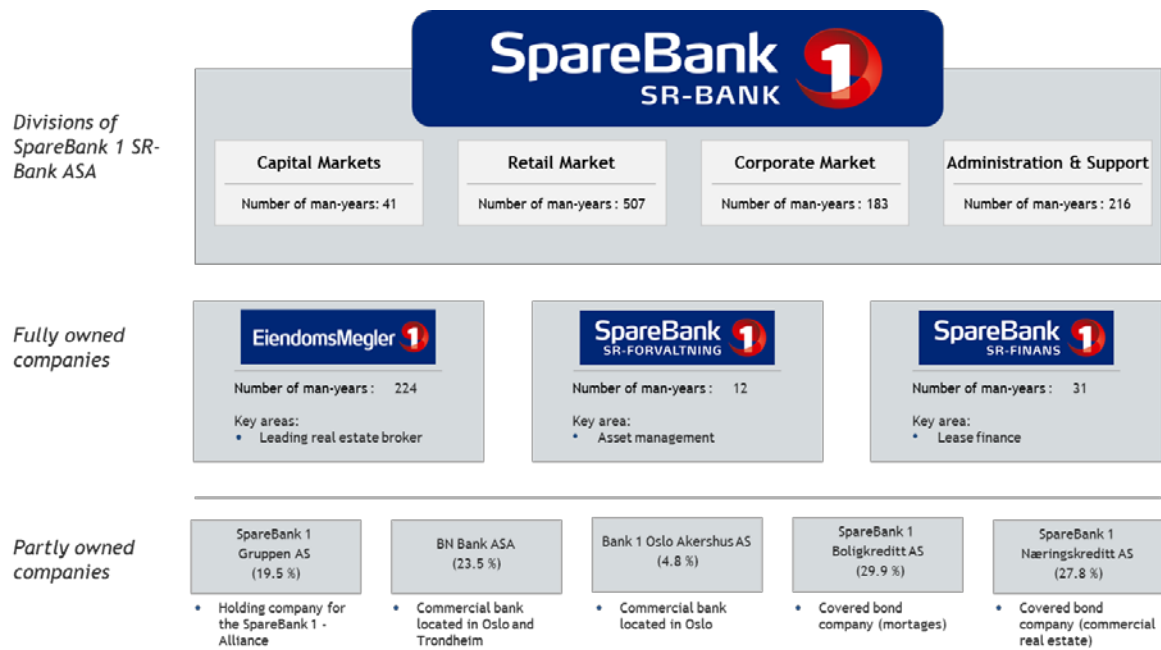 SpareBank 1
SR-BANK
Divisions of
SpareBank 1 SR-
Bank ASA
Capital Markets
Number of man-years: 41
Retail Market
Number of man-years : 507
Corporate Market
Number of man-years : 183
Administration & Support
Number of man-years : 216
Fully owned
companies
EiendomsMegler 1
Number of man-years : 224
Key areas:
• Leading real estate broker
SpareBank 1
SR-FORVALTNING
Number of man-years : 12
Key area:
• Asset management
SpareBank 1
SR-FINANS
Number of man-years : 31
Key area:
• Lease finance
Partly owned
companies
SpareBank 1
Gruppen AS
(19.5 %)
• Holding company for
the SpareBank 1 -
Alliance
BN Bank ASA
(23.5 %)
• Commercial bank
located in Oslo and
Trondheim
Bank 1 Oslo Akershus AS
(4.8 %)
• Commercial bank
located in Oslo
SpareBank 1
Boligkreditt AS
(29.9 %)
• Covered bond
company (mortages)
SpareBank 1
Næringskreditt AS
(27.8 %)
• Covered bond
company (commercial
real estate)